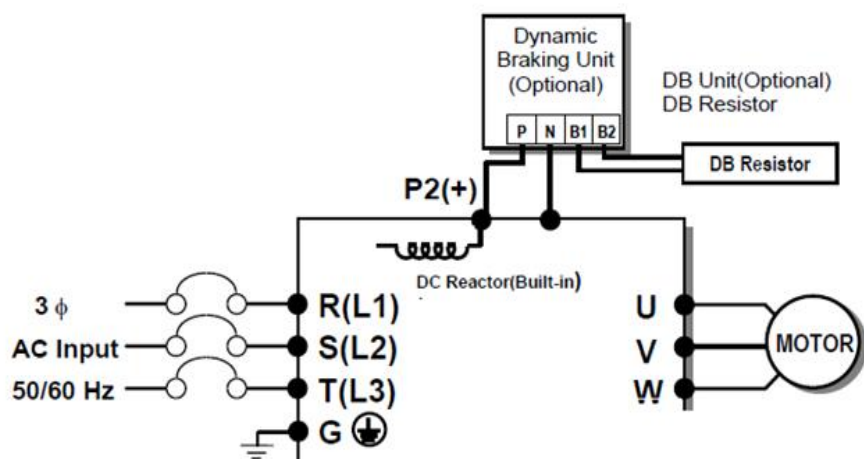 Dynamic
Braking Unit
(Optional)
P N B1 B2
DB Unit(Optional)
DB Resistor
DB Resistor
P2(+)
DC Reactor(Built-in)
3 ϕ
AC Input
50/60 Hz
R(L1)
S(L2)
T(L3)
G
U
V
W
MOTOR